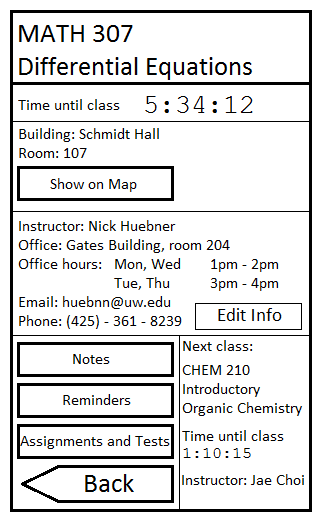 MATH 307
Differential Equations
Time until class 5:34:12
Building: Schmidt Hall
Room: 107
Show on Map
Instructor: Nick Huebner
Office: Gates Building, room 204
Office hours: Mon, Wed 1pm - 2pm
Tue, Thu 3pm - 4pm
Email: huebnn@uw.edu
Phone: (425) - 361 - 8239
Edit Info
Notes
Reminders
Assignments and Tests
Back
Next class:
CHEM 210
Introductory
Organic Chemistry
Time until class
1:10:15
Instructor: Jae Choi